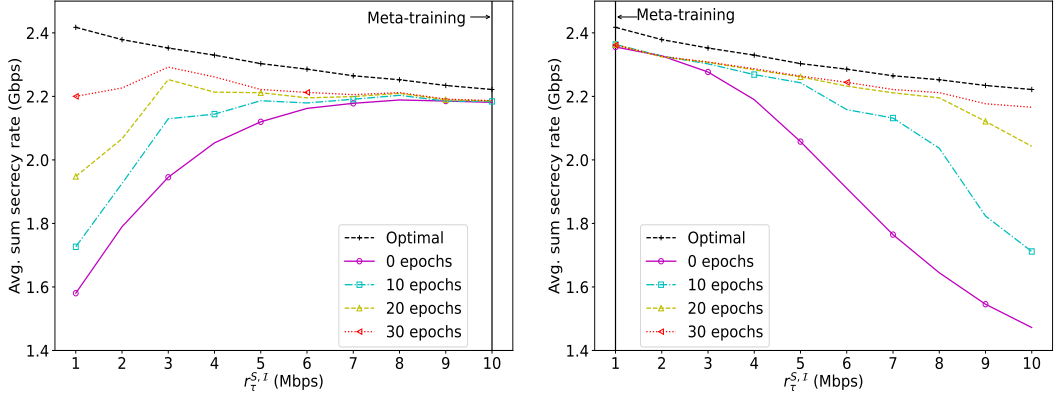 Avg. sum secrecy rate (Gbps)
2.4
2.2
2.0
1.8
1.6
1.4
Meta-training
Optimal
0 epochs
10 epochs
20 epochs
30 epochs
1 2 3 4 5 6 7 8 9 10
r_τ^{S,𝓘} (Mbps)
Avg. sum secrecy rate (Gbps)
2.4
2.2
2.0
1.8
1.6
1.4
Meta-training
Optimal
0 epochs
10 epochs
20 epochs
30 epochs
1 2 3 4 5 6 7 8 9 10
r_τ^{S,𝓘} (Mbps)